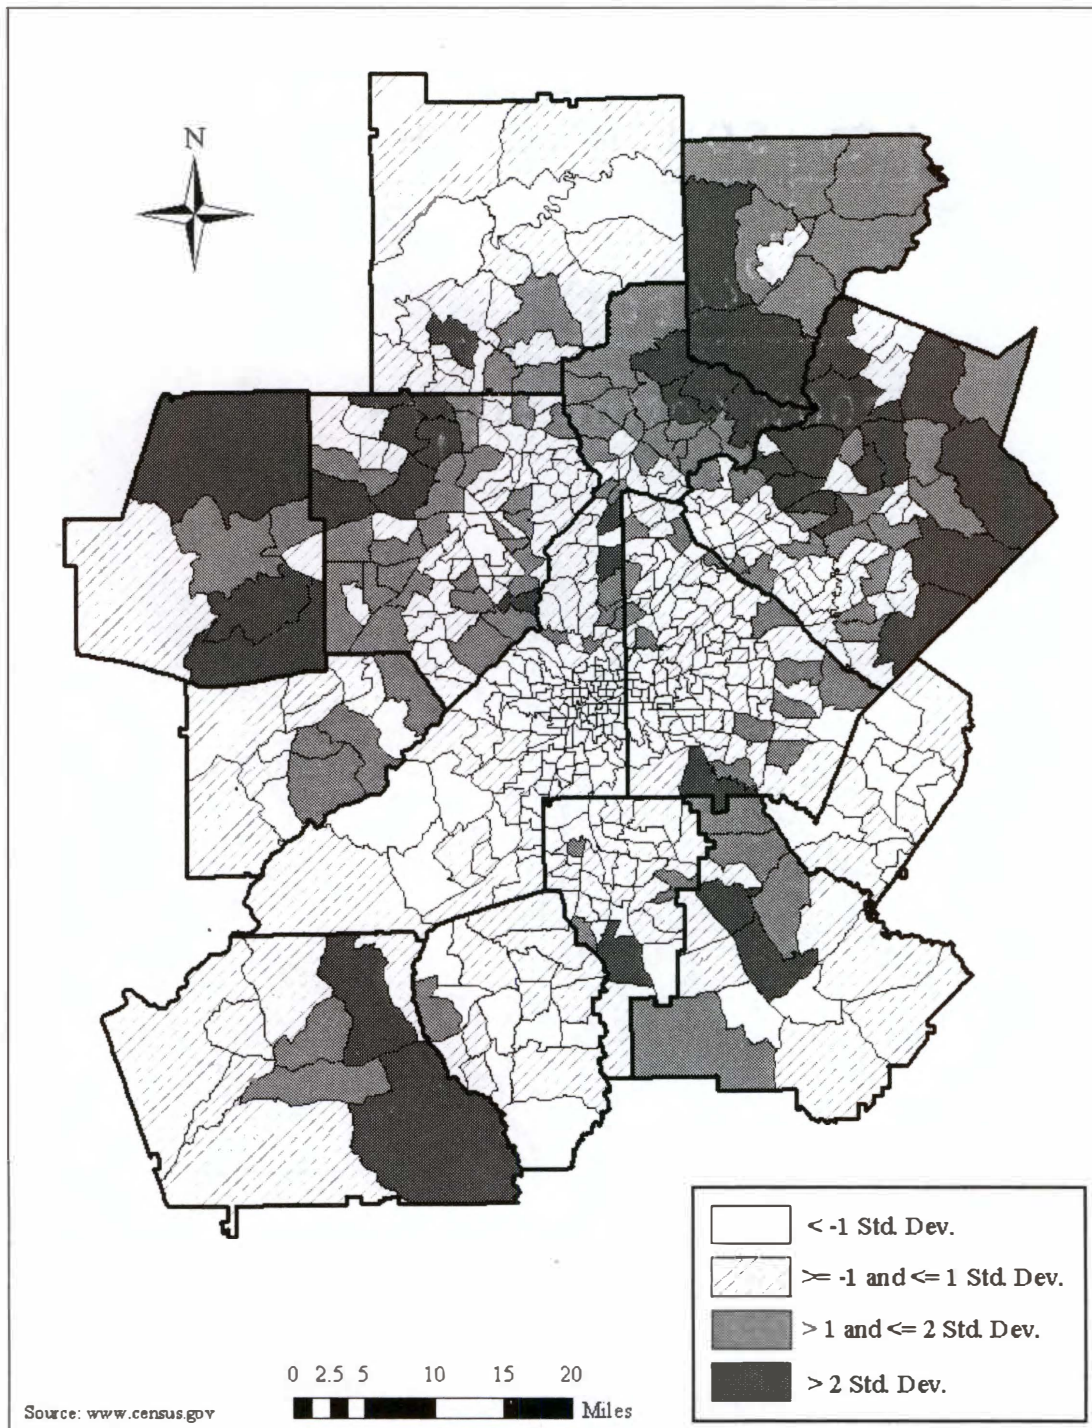 N
< -1 Std. Dev.
>= -1 and <= 1 Std. Dev.
> 1 and <= 2 Std. Dev.
> 2 Std. Dev.
0 2.5 5 10 15 20
Miles
Source: www.census.gov